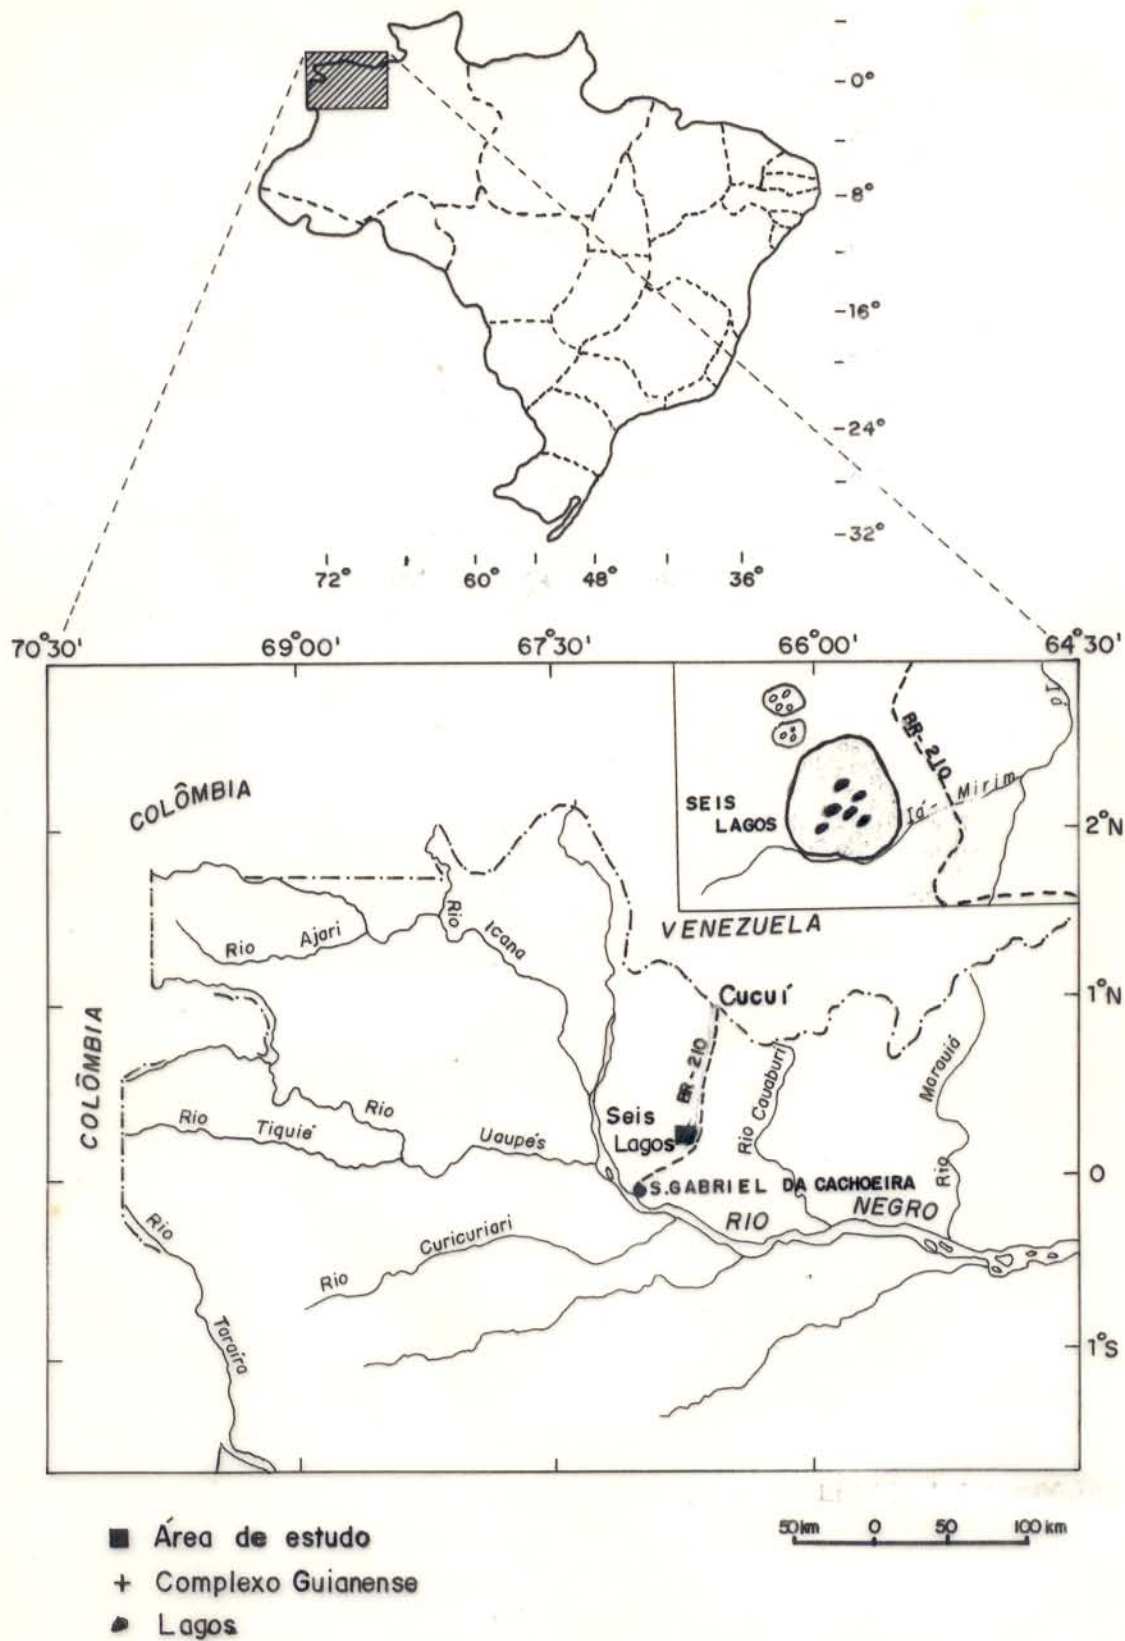 -0°
-8°
-16°
-24°
-32°
72° 60° 48° 36°
70°30' 69°00' 67°30' 66°00' 64°30'
Iá
BR-210
Iá-Mirim
SEIS
LAGOS
2°N
COLÔMBIA
VENEZUELA
Rio Ajari
Rio Icana
1°N
Cucuí
BR-210
Rio Cauaburi
Rio Marauiá
COLÔMBIA
Rio Tiquié
Rio Uaupés
Seis
Lagos
0
S.GABRIEL DA CACHOEIRA
RIO NEGRO
Rio Curicuriari
Rio Taraira
1°S
Área de estudo
Complexo Guianense
Lagos
50km 0 50 100km